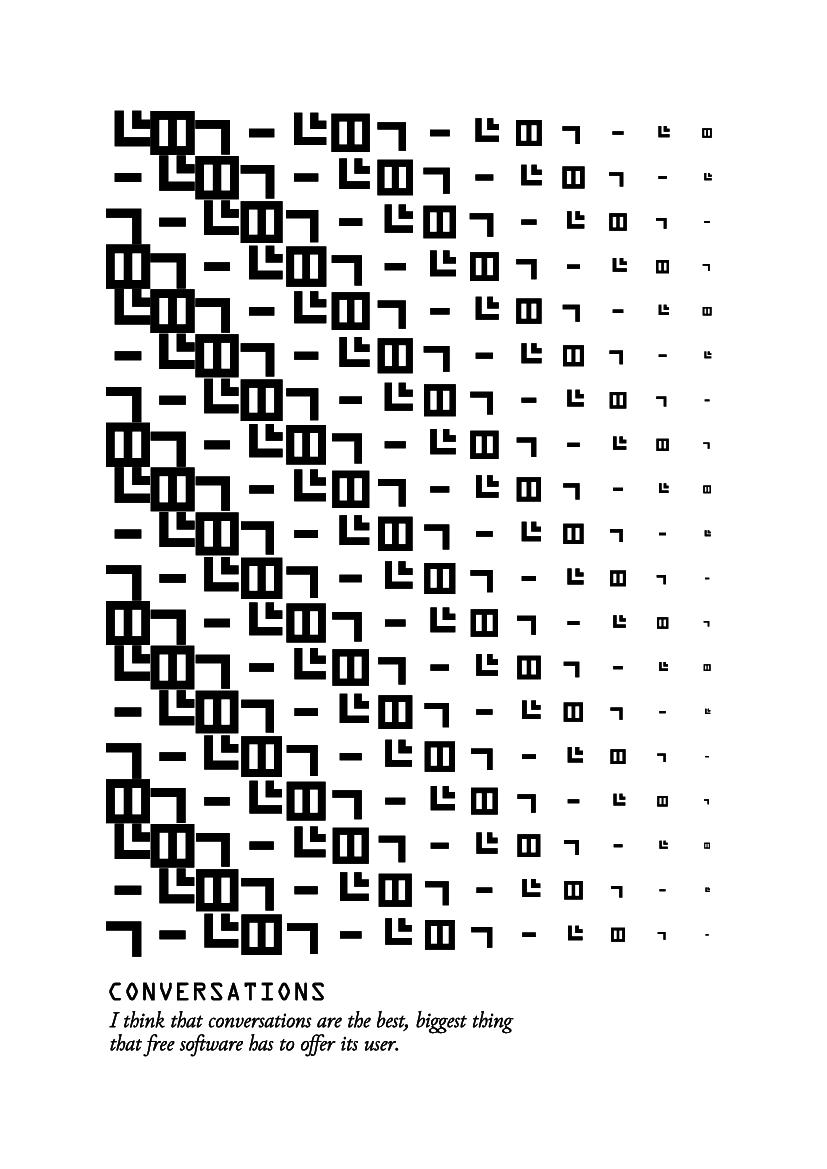 CONVERSATIONS
I think that conversations are the best, biggest thing
that free software has to offer its user.